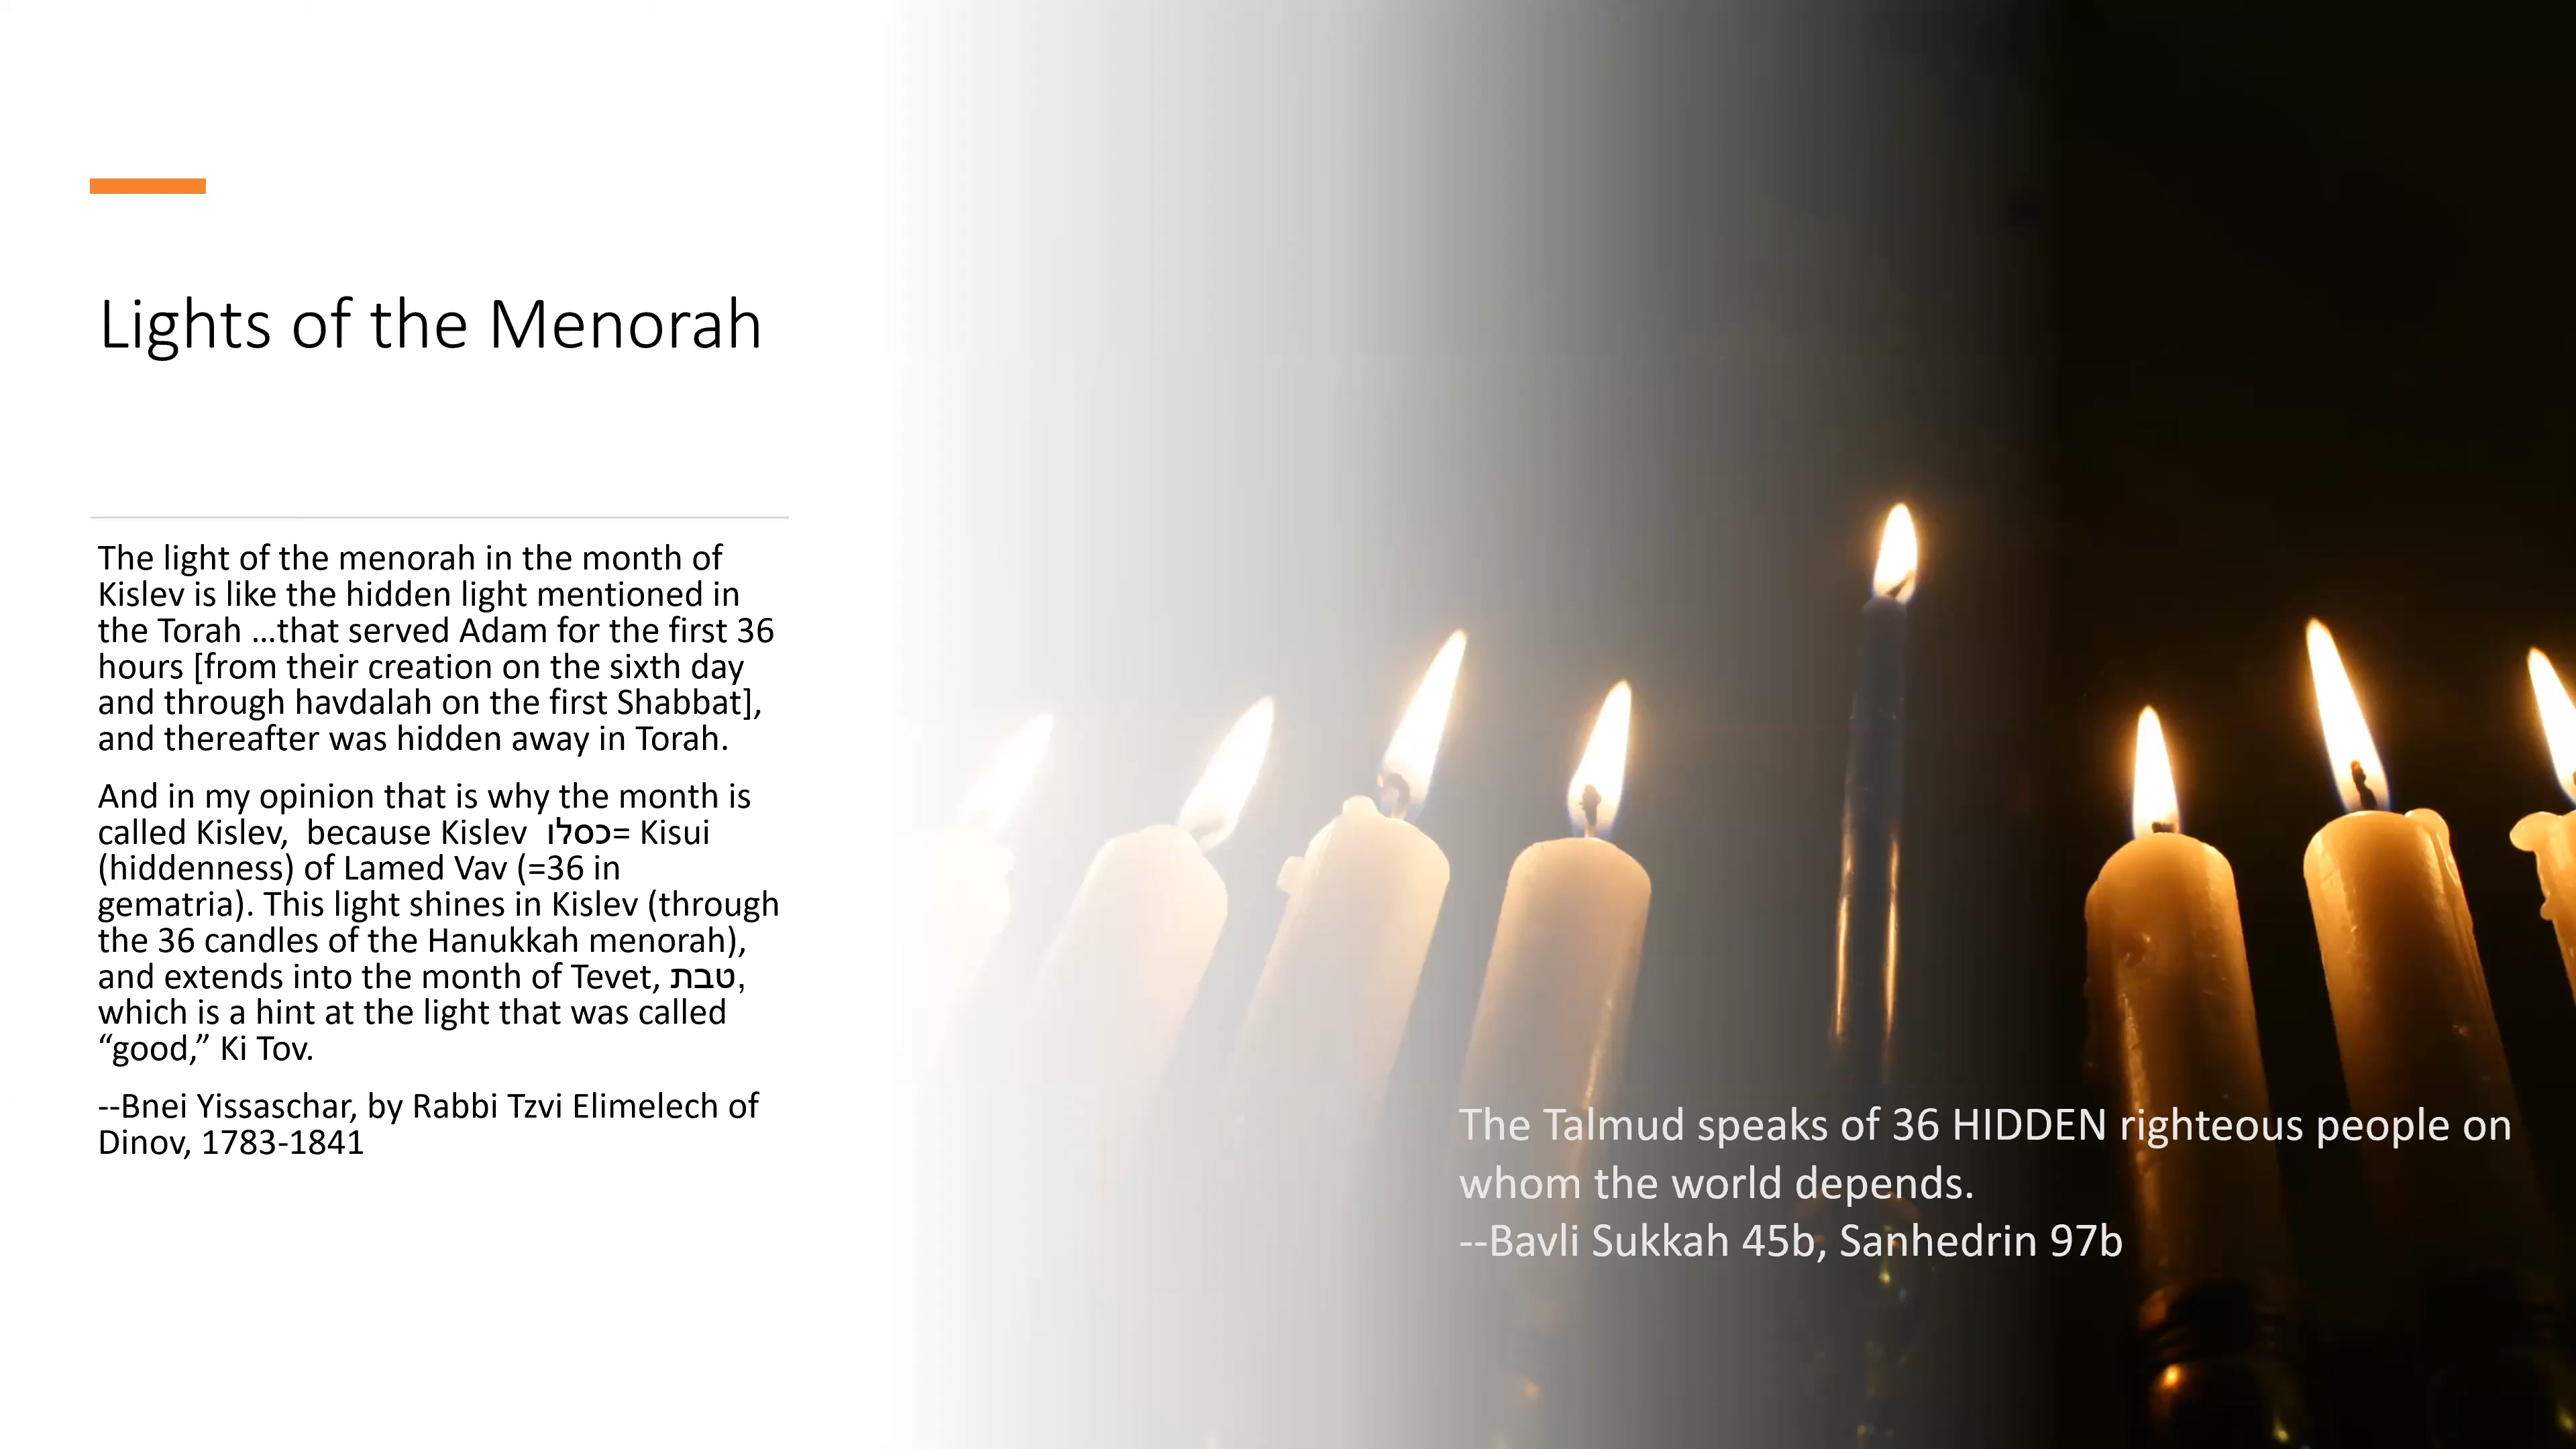 Lights of the Menorah
The light of the menorah in the month of
Kislev is like the hidden light mentioned in
the Torah ...that served Adam for the first 36
hours [from their creation on the sixth day
and through havdalah on the first Shabbat],
and thereafter was hidden away in Torah.
And in my opinion that is why the month is
called Kislev,  because Kislev  כסלו= Kisui
(hiddenness) of Lamed Vav (=36 in
gematria). This light shines in Kislev (through
the 36 candles of the Hanukkah menorah),
and extends into the month of Tevet, טבת,
which is a hint at the light that was called
“good,” Ki Tov.
--Bnei Yissaschar, by Rabbi Tzvi Elimelech of
Dinov, 1783-1841
The Talmud speaks of 36 HIDDEN righteous people on
whom the world depends.
--Bavli Sukkah 45b, Sanhedrin 97b